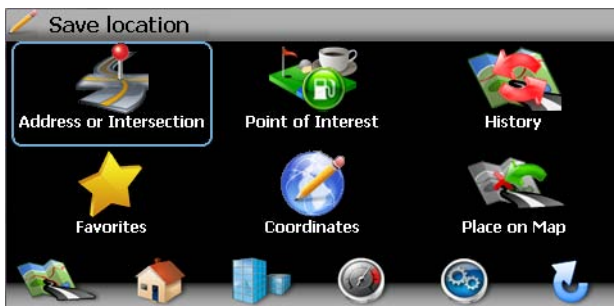 Save location
Address or Intersection
Point of Interest
History
Favorites
Coordinates
Place on Map